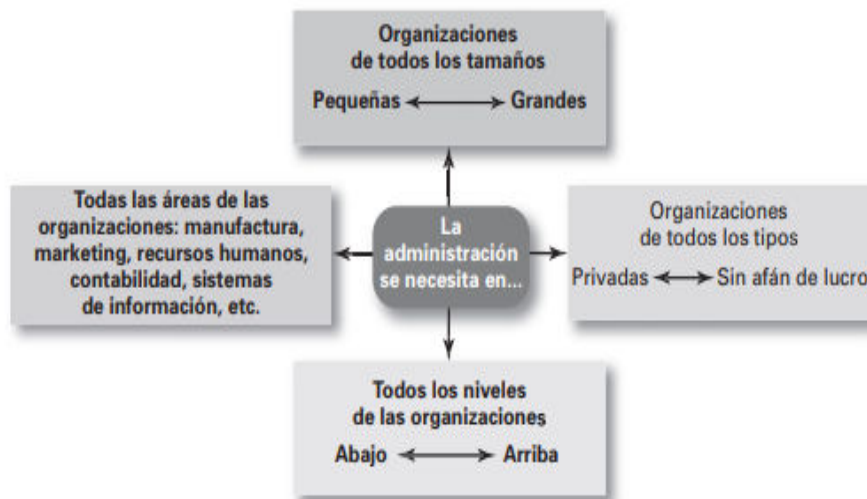 Organizaciones
de todos los tamaños
Pequeñas Grandes
Todas las áreas de las
organizaciones: manufactura,
marketing, recursos humanos,
contabilidad, sistemas
de información, etc.
La
administración
se necesita en...
Organizaciones
de todos los tipos
Privadas Sin afán de lucro
Todos los niveles
de las organizaciones
Abajo Arriba